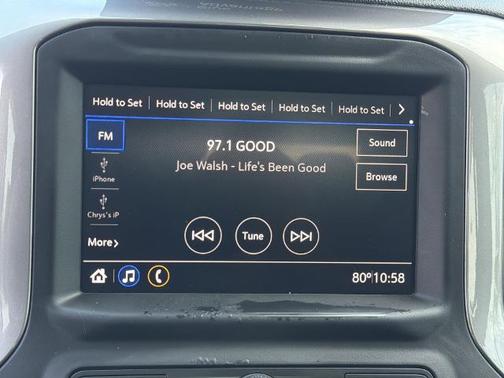 Hold to Set Hold to Set Hold to Set Hold to Set Hold to Set
FM
97.1 GOOD
Sound
Joe Walsh - Life's Been Good
iPhone
Browse
Chrys's iP
Tune
More
80° 10:58